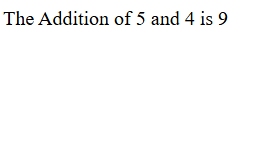 The Addition of 5 and 4 is 9